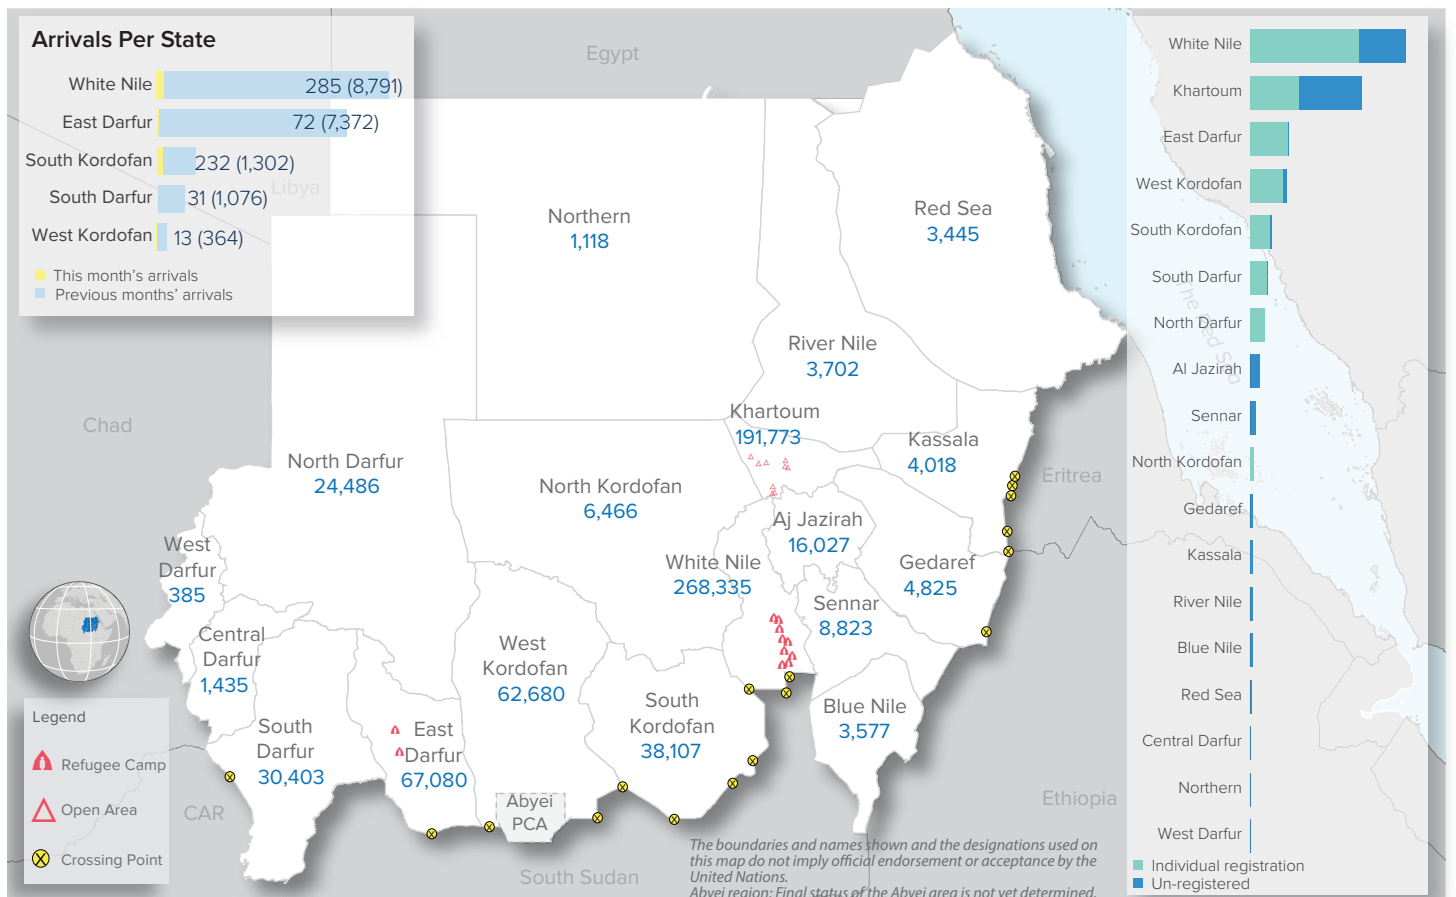 Arrivals Per State
White Nile 285 (8,791)
East Darfur 72 (7,372)
South Kordofan 232 (1,302)
South Darfur 31 (1,076)
West Kordofan 13 (364)
This month's arrivals
Previous months' arrivals
Egypt
Libya
Chad
CAR
South Sudan
Ethiopia
Eritrea
The Red Sea
Northern
1,118
Red Sea
3,445
River Nile
3,702
Khartoum
191,773
Kassala
4,018
North Darfur
24,486
North Kordofan
6,466
Aj Jazirah
16,027
West
Darfur
385
White Nile
268,335
Gedaref
4,825
Sennar
8,823
Central
Darfur
1,435
West
Kordofan
62,680
South
Kordofan
38,107
Blue Nile
3,577
South
Darfur
30,403
East
Darfur
67,080
Abyei
PCA
Legend
Refugee Camp
Open Area
Crossing Point
The boundaries and names shown and the designations used on
this map do not imply official endorsement or acceptance by the
United Nations.
Abyei region: Final status of the Abyei area is not yet determined.
White Nile
Khartoum
East Darfur
West Kordofan
South Kordofan
South Darfur
North Darfur
Al Jazirah
Sennar
North Kordofan
Gedaref
Kassala
River Nile
Blue Nile
Red Sea
Central Darfur
Northern
West Darfur
Individual registration
Un-registered